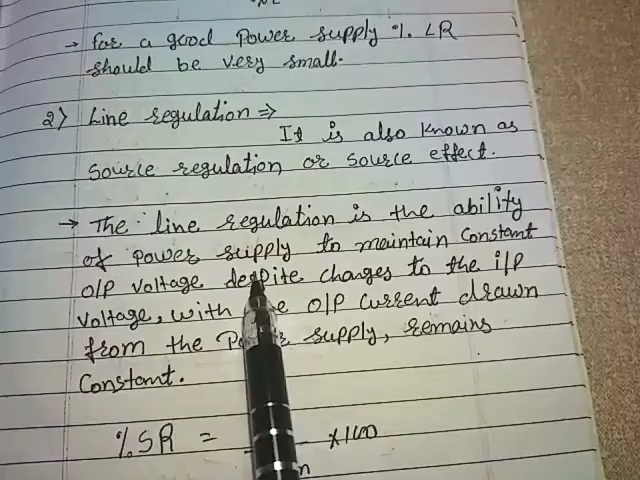 → for a good Power supply %. LR
should be very small.
2) Line regulation ⇒
It is also known as
source regulation or source effect.
→ The line regulation is the ability
of power supply to maintain constant
O/P voltage despite changes to the i/P
voltage, with O/P current drawn
from the supply, remains
Constant.
%SR = ×100